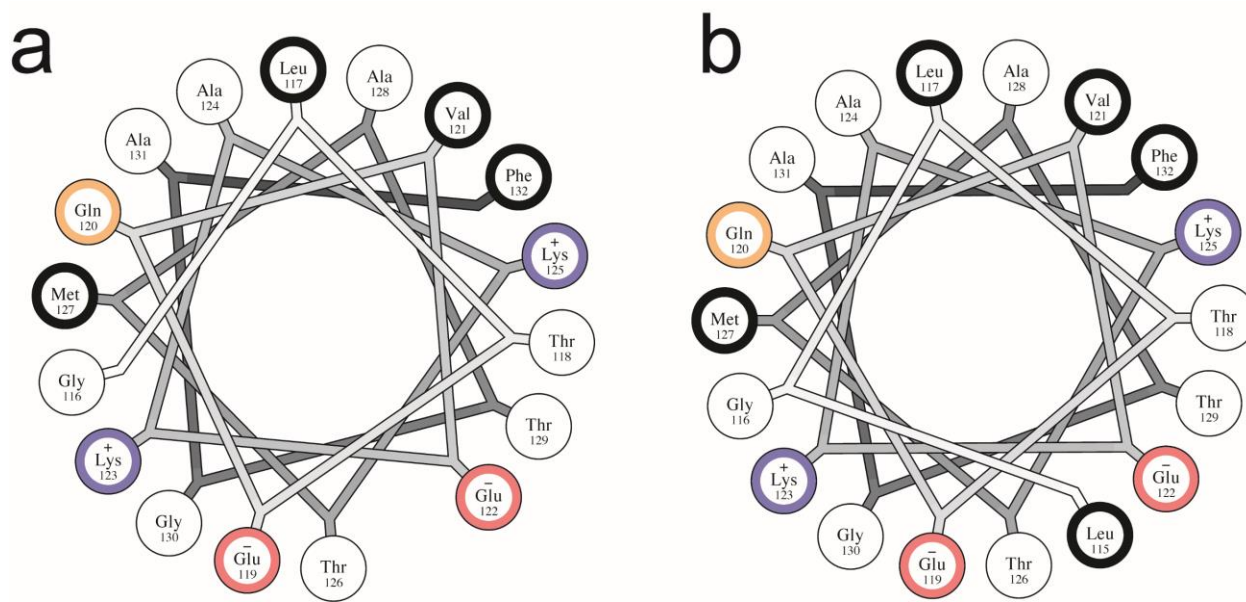 a
Leu
117
Ala
128
Ala
124
Val
121
Ala
131
Phe
132
Gln
120
+
Lys
125
Met
127
Thr
118
Gly
116
Thr
129
+
Lys
123
−
Glu
122
Gly
130
−
Glu
119
Thr
126
b
Leu
117
Ala
128
Ala
124
Val
121
Ala
131
Phe
132
Gln
120
+
Lys
125
Met
127
Thr
118
Gly
116
Thr
129
+
Lys
123
−
Glu
122
Gly
130
Leu
115
−
Glu
119
Thr
126